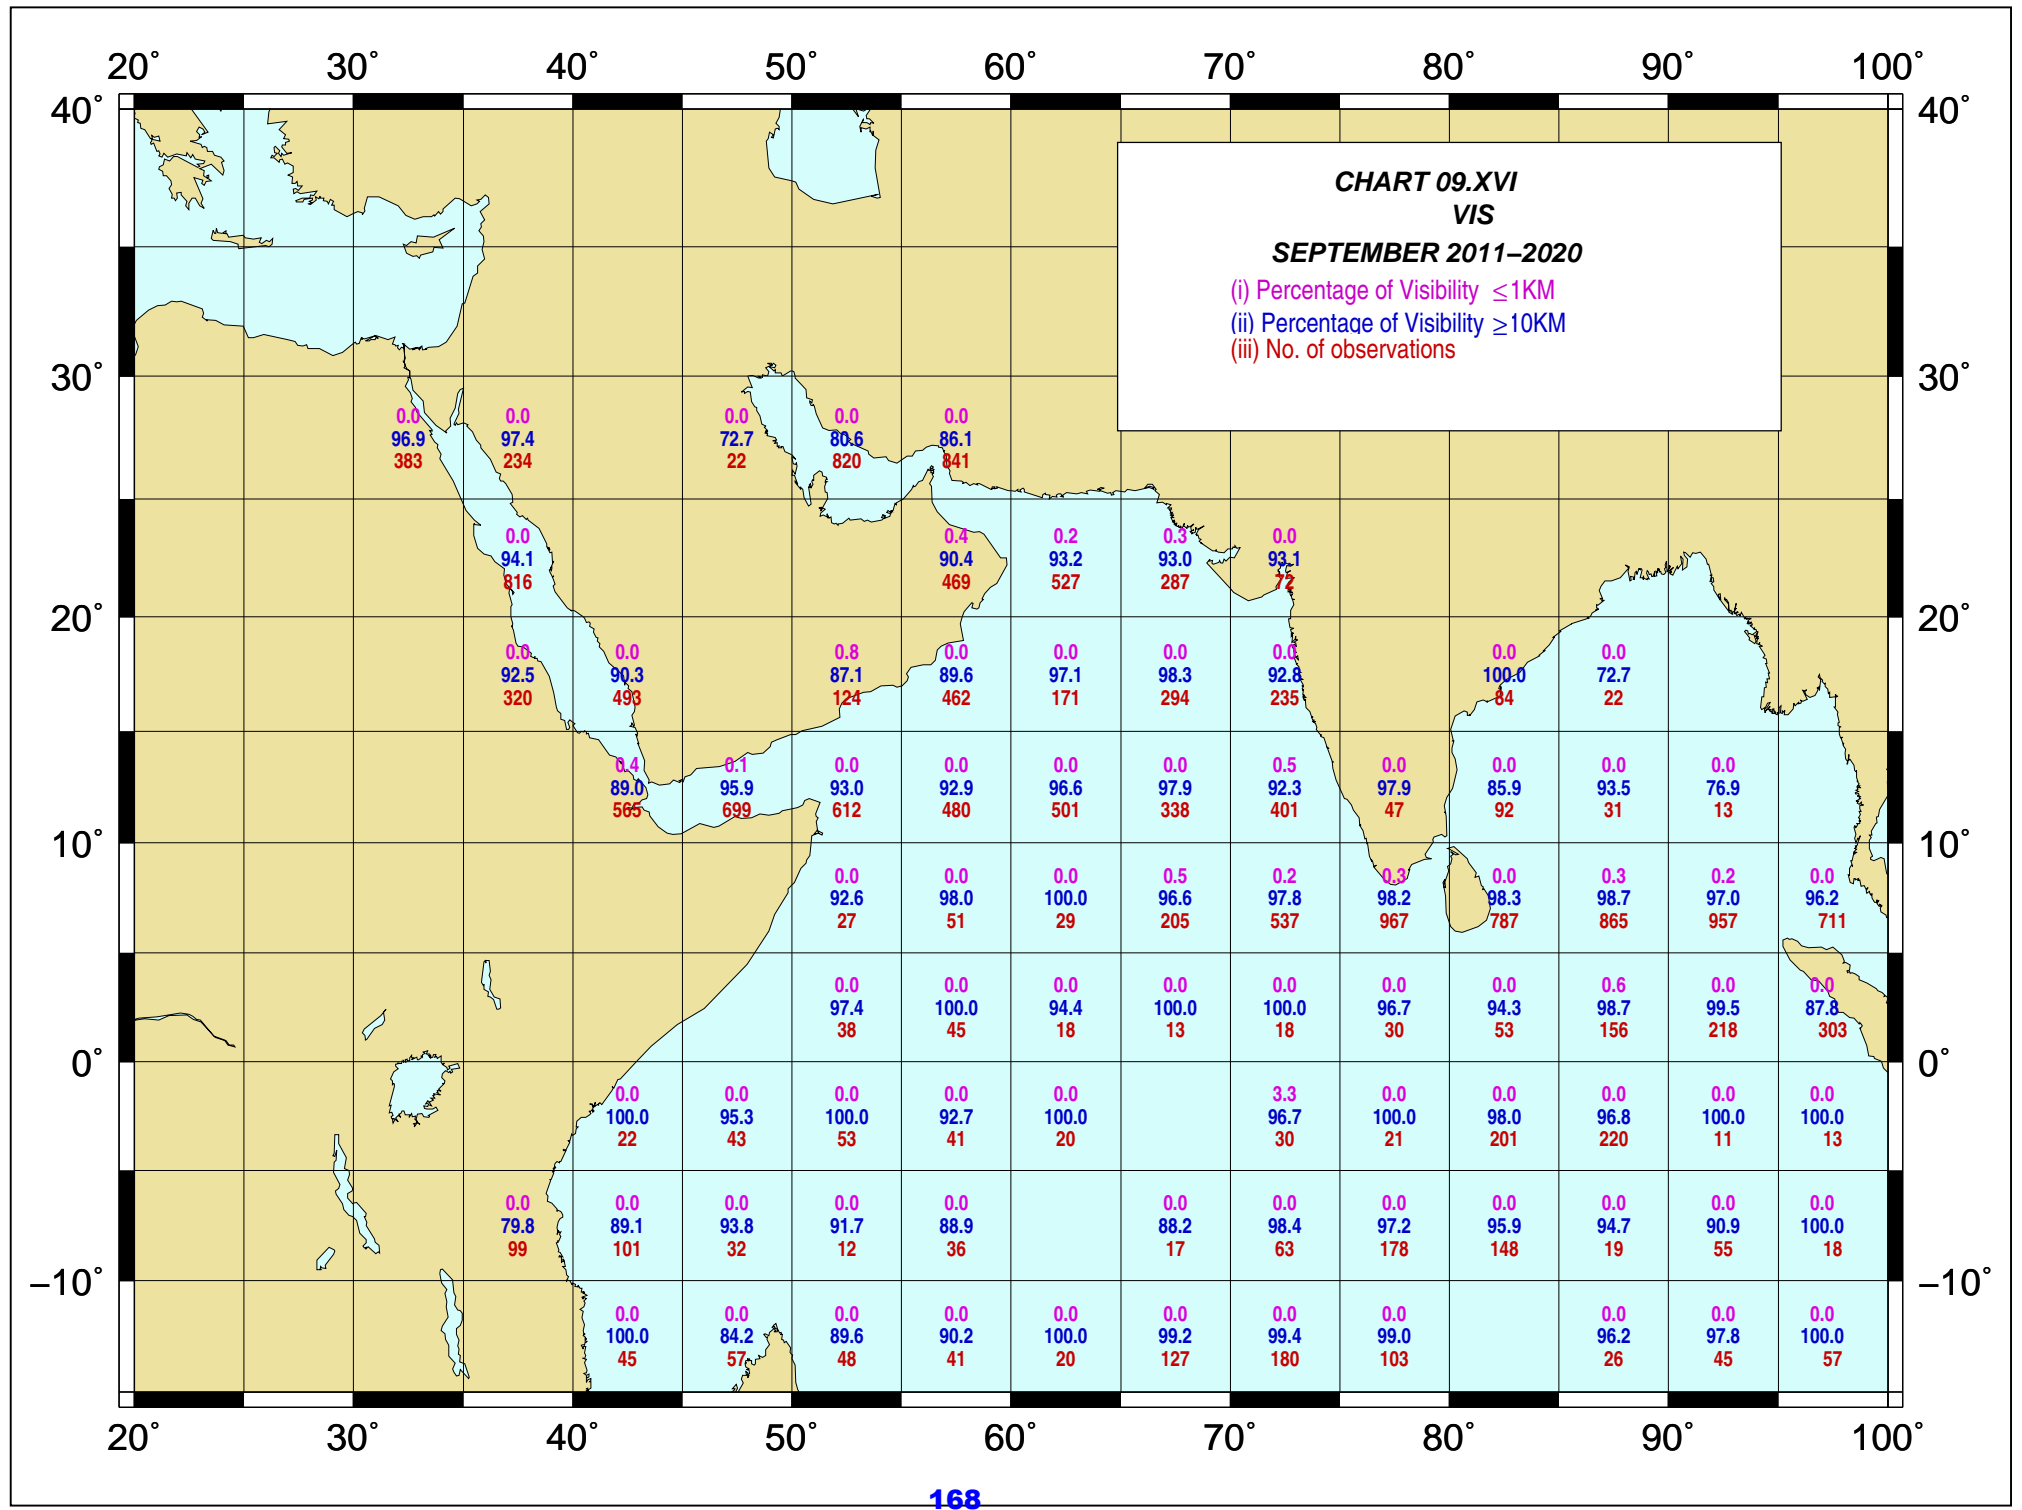 20° 30° 40° 50° 60° 70° 80° 90° 100°
40° 40°
CHART 09.XVI
VIS
SEPTEMBER 2011–2020
(i) Percentage of Visibility ≤1KM
(ii) Percentage of Visibility ≥10KM
(iii) No. of observations
30° 30°
0.0 0.0 0.0 0.0 0.0
96.9 97.4 72.7 80.6 86.1
383 234 22 820 841
0.0 0.4 0.2 0.3 0.0
94.1 90.4 93.2 93.0 93.1
816 469 527 287 72
20° 20°
0.0 0.0 0.8 0.0 0.0 0.0 0.0 0.0 0.0
92.5 90.3 87.1 89.6 97.1 98.3 92.8 100.0 72.7
320 493 124 462 171 294 235 84 22
0.4 0.1 0.0 0.0 0.0 0.0 0.5 0.0 0.0 0.0 0.0
89.0 95.9 93.0 92.9 96.6 97.9 92.3 97.9 85.9 93.5 76.9
565 699 612 480 501 338 401 47 92 31 13
10° 10°
0.0 0.0 0.0 0.5 0.2 0.3 0.0 0.3 0.2 0.0
92.6 98.0 100.0 96.6 97.8 98.2 98.3 98.7 97.0 96.2
27 51 29 205 537 967 787 865 957 711
0.0 0.0 0.0 0.0 0.0 0.0 0.0 0.6 0.0 0.0
97.4 100.0 94.4 100.0 100.0 96.7 94.3 98.7 99.5 87.8
38 45 18 13 18 30 53 156 218 303
0° 0°
0.0 0.0 0.0 0.0 0.0 3.3 0.0 0.0 0.0 0.0 0.0
100.0 95.3 100.0 92.7 100.0 96.7 100.0 98.0 96.8 100.0 100.0
22 43 53 41 20 30 21 201 220 11 13
0.0 0.0 0.0 0.0 0.0 0.0 0.0 0.0 0.0 0.0 0.0 0.0
79.8 89.1 93.8 91.7 88.9 88.2 98.4 97.2 95.9 94.7 90.9 100.0
99 101 32 12 36 17 63 178 148 19 55 18
−10° −10°
0.0 0.0 0.0 0.0 0.0 0.0 0.0 0.0 0.0 0.0 0.0
100.0 84.2 89.6 90.2 100.0 99.2 99.4 99.0 96.2 97.8 100.0
45 57 48 41 20 127 180 103 26 45 57
20° 30° 40° 50° 60° 70° 80° 90° 100°
168